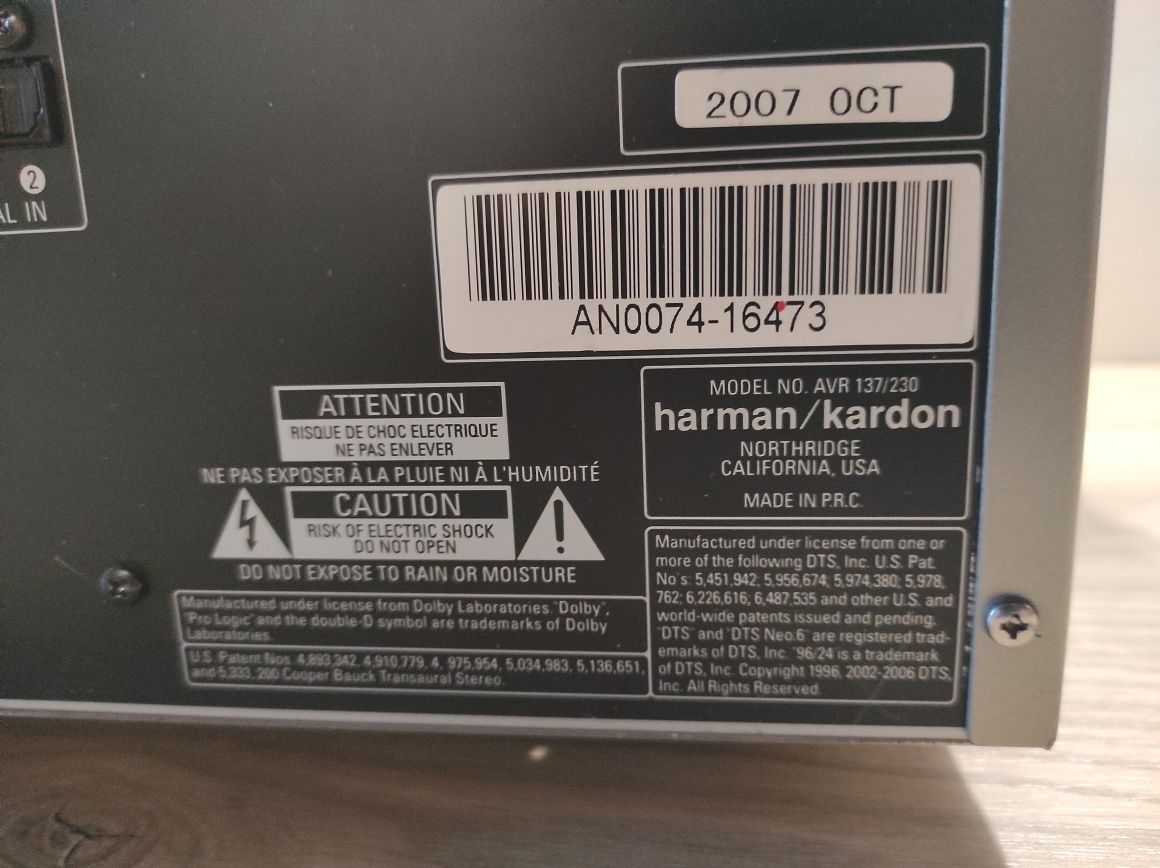 2
AL IN
2007 OCT
AN0074-16473
MODEL NO. AVR 137/230
harman/kardon
NORTHRIDGE
CALIFORNIA, USA
MADE IN P.R.C.
ATTENTION
RISQUE DE CHOC ELECTRIQUE
NE PAS ENLEVER
NE PAS EXPOSER À LA PLUIE NI À L'HUMIDITÉ
CAUTION
RISK OF ELECTRIC SHOCK
DO NOT OPEN
DO NOT EXPOSE TO RAIN OR MOISTURE
Manufactured under license from Dolby Laboratories. "Dolby",
"Pro Logic" and the double-D symbol are trademarks of Dolby
Laboratories.
U.S. Patent Nos. 4,893,342, 4,910,779, 4, 975,954, 5,034,983, 5,136,651,
and 5,333, 200 Cooper Bauck Transaural Stereo.
Manufactured under license from one or
more of the following DTS, Inc. U.S. Pat.
No's: 5,451,942; 5,956,674; 5,974,380; 5,978,
762; 6,226,616; 6,487,535 and other U.S. and
world-wide patents issued and pending.
"DTS" and "DTS Neo:6" are registered trad-
emarks of DTS, Inc. "96/24 is a trademark
of DTS, Inc. Copyright 1996, 2002-2006 DTS,
Inc. All Rights Reserved.